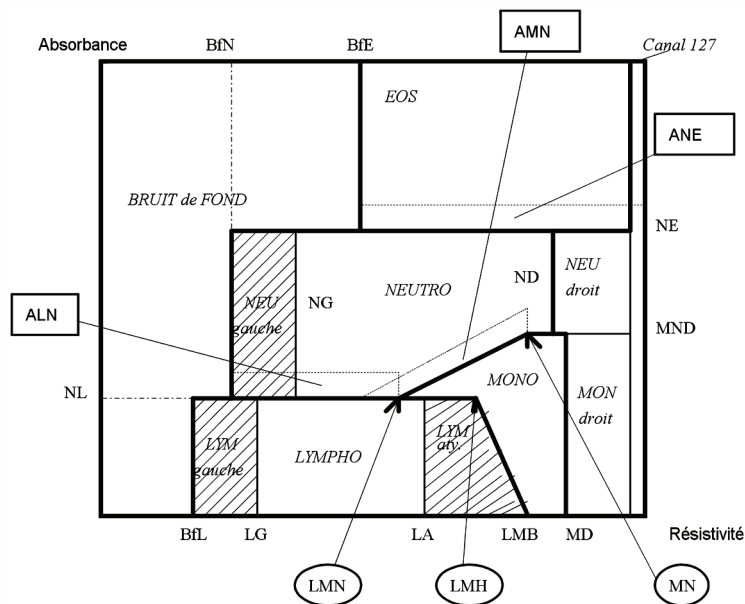 AMN
Absorbance BfN BfE Canal 127
EOS
ANE
BRUIT de FOND
NE
NEU
droit
ND
NEUTRO
NG
NEU
gauche
ALN
MND
MONO
NL
MON
droit
LYM
gauche
LYMPHO
LYM
aty.
BfL LG LA LMB MD Résistivité
LMN LMH MN